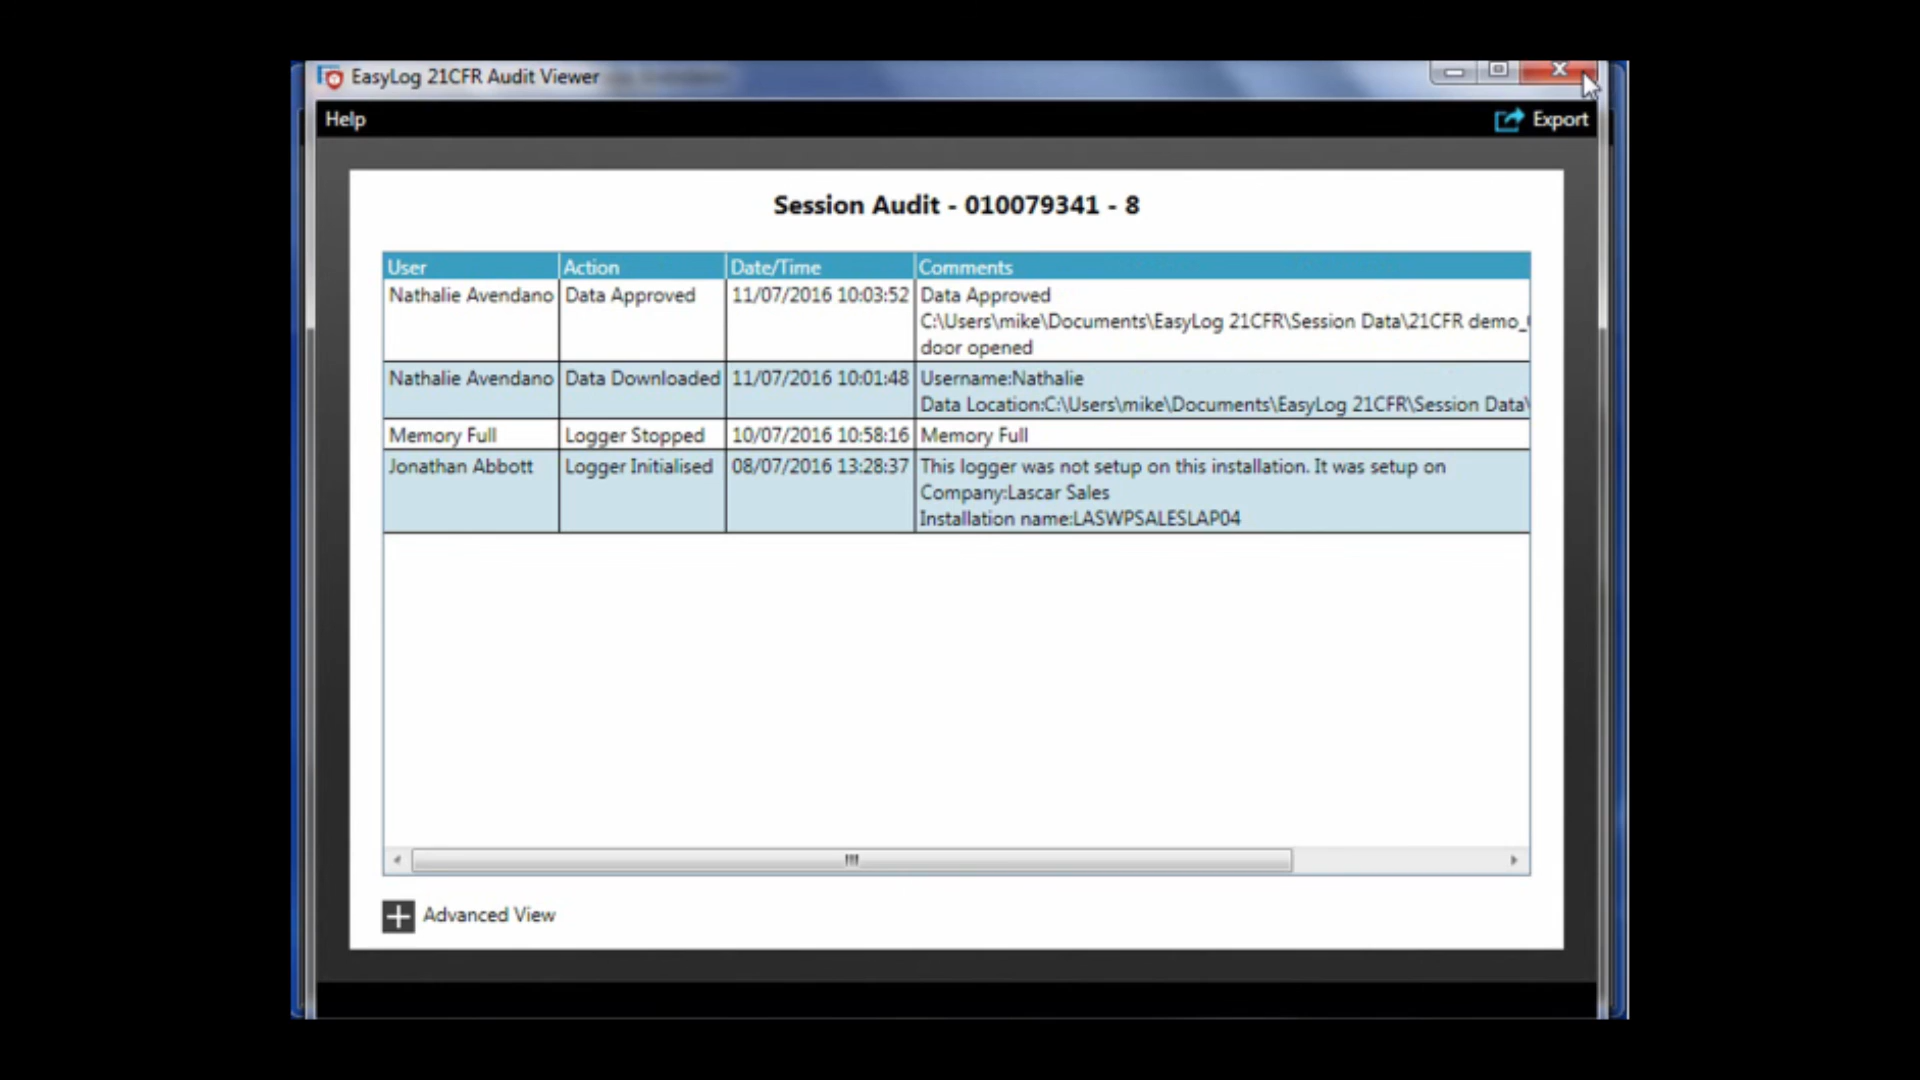 EasyLog 21CFR Audit Viewer
Help
Export
Session Audit - 010079341 - 8
User Action Date/Time Comments
Nathalie Avendano Data Approved 11/07/2016 10:03:52 Data Approved
C:\Users\mike\Documents\EasyLog 21CFR\Session Data\21CFR demo_
door opened
Nathalie Avendano Data Downloaded 11/07/2016 10:01:48 Username:Nathalie
Data Location:C:\Users\mike\Documents\EasyLog 21CFR\Session Data\
Memory Full Logger Stopped 10/07/2016 10:58:16 Memory Full
Jonathan Abbott Logger Initialised 08/07/2016 13:28:37 This logger was not setup on this installation. It was setup on
Company:Lascar Sales
Installation name:LASWPSALESLAP04
Advanced View